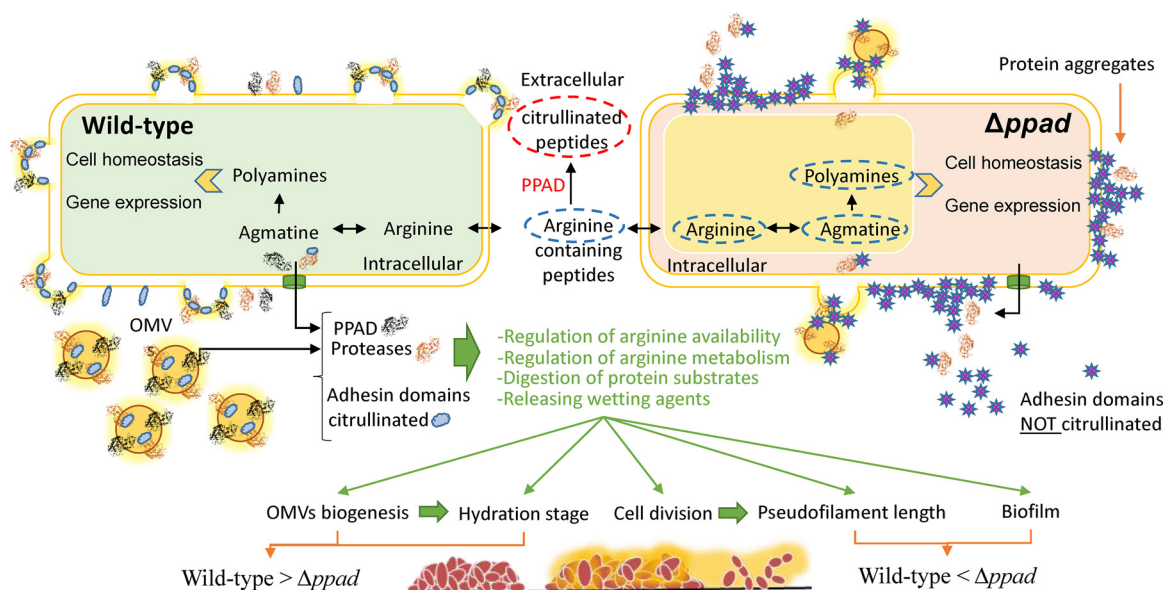 Wild-type
Cell homeostasis
Gene expression
Polyamines
Agmatine
Arginine
Intracellular
Extracellular
citrullinated
peptides
PPAD
Arginine
containing
peptides
Protein aggregates
Δppad
Polyamines
Cell homeostasis
Gene expression
Arginine
Agmatine
Intracellular
OMV
PPAD
Proteases
Adhesin domains
citrullinated
-Regulation of arginine availability
-Regulation of arginine metabolism
-Digestion of protein substrates
-Releasing wetting agents
Adhesin domains
NOT citrullinated
OMVs biogenesis
Hydration stage
Cell division
Pseudofilament length
Biofilm
Wild-type > Δppad
Wild-type < Δppad